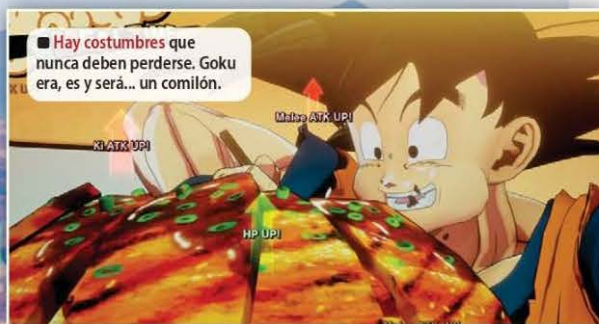 ■ Hay costumbres que
nunca deben perderse. Goku
era, es y será... un comilón.
Melee ATK UP!
Ki ATK UP!
HP UP!